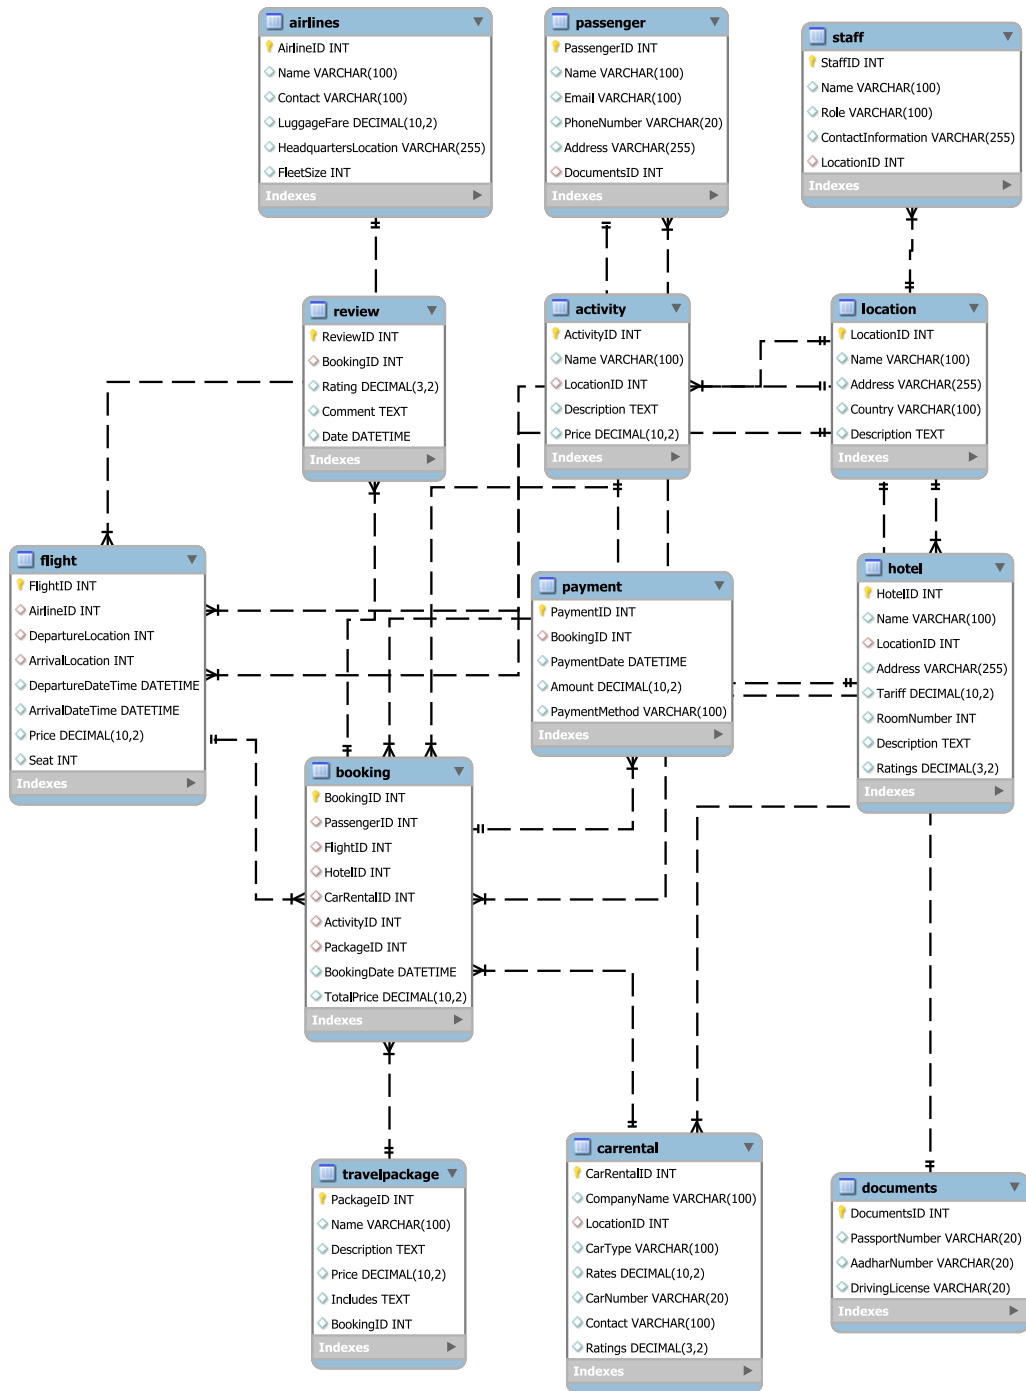 airlines
AirlineID INT
Name VARCHAR(100)
Contact VARCHAR(100)
LuggageFare DECIMAL(10,2)
HeadquartersLocation VARCHAR(255)
FleetSize INT
Indexes
passenger
PassengerID INT
Name VARCHAR(100)
Email VARCHAR(100)
PhoneNumber VARCHAR(20)
Address VARCHAR(255)
DocumentsID INT
Indexes
staff
StaffID INT
Name VARCHAR(100)
Role VARCHAR(100)
ContactInformation VARCHAR(255)
LocationID INT
Indexes
review
ReviewID INT
BookingID INT
Rating DECIMAL(3,2)
Comment TEXT
Date DATETIME
Indexes
activity
ActivityID INT
Name VARCHAR(100)
LocationID INT
Description TEXT
Price DECIMAL(10,2)
Indexes
location
LocationID INT
Name VARCHAR(100)
Address VARCHAR(255)
Country VARCHAR(100)
Description TEXT
Indexes
flight
FlightID INT
AirlineID INT
DepartureLocation INT
ArrivalLocation INT
DepartureDateTime DATETIME
ArrivalDateTime DATETIME
Price DECIMAL(10,2)
Seat INT
Indexes
payment
PaymentID INT
BookingID INT
PaymentDate DATETIME
Amount DECIMAL(10,2)
PaymentMethod VARCHAR(100)
Indexes
hotel
HotelID INT
Name VARCHAR(100)
LocationID INT
Address VARCHAR(255)
Tariff DECIMAL(10,2)
RoomNumber INT
Description TEXT
Ratings DECIMAL(3,2)
Indexes
booking
BookingID INT
PassengerID INT
FlightID INT
HotelID INT
CarRentalID INT
ActivityID INT
PackageID INT
BookingDate DATETIME
TotalPrice DECIMAL(10,2)
Indexes
travelpackage
PackageID INT
Name VARCHAR(100)
Description TEXT
Price DECIMAL(10,2)
Includes TEXT
BookingID INT
Indexes
carrental
CarRentalID INT
CompanyName VARCHAR(100)
LocationID INT
CarType VARCHAR(100)
Rates DECIMAL(10,2)
CarNumber VARCHAR(20)
Contact VARCHAR(100)
Ratings DECIMAL(3,2)
Indexes
documents
DocumentsID INT
PassportNumber VARCHAR(20)
AadharNumber VARCHAR(20)
DrivingLicense VARCHAR(20)
Indexes